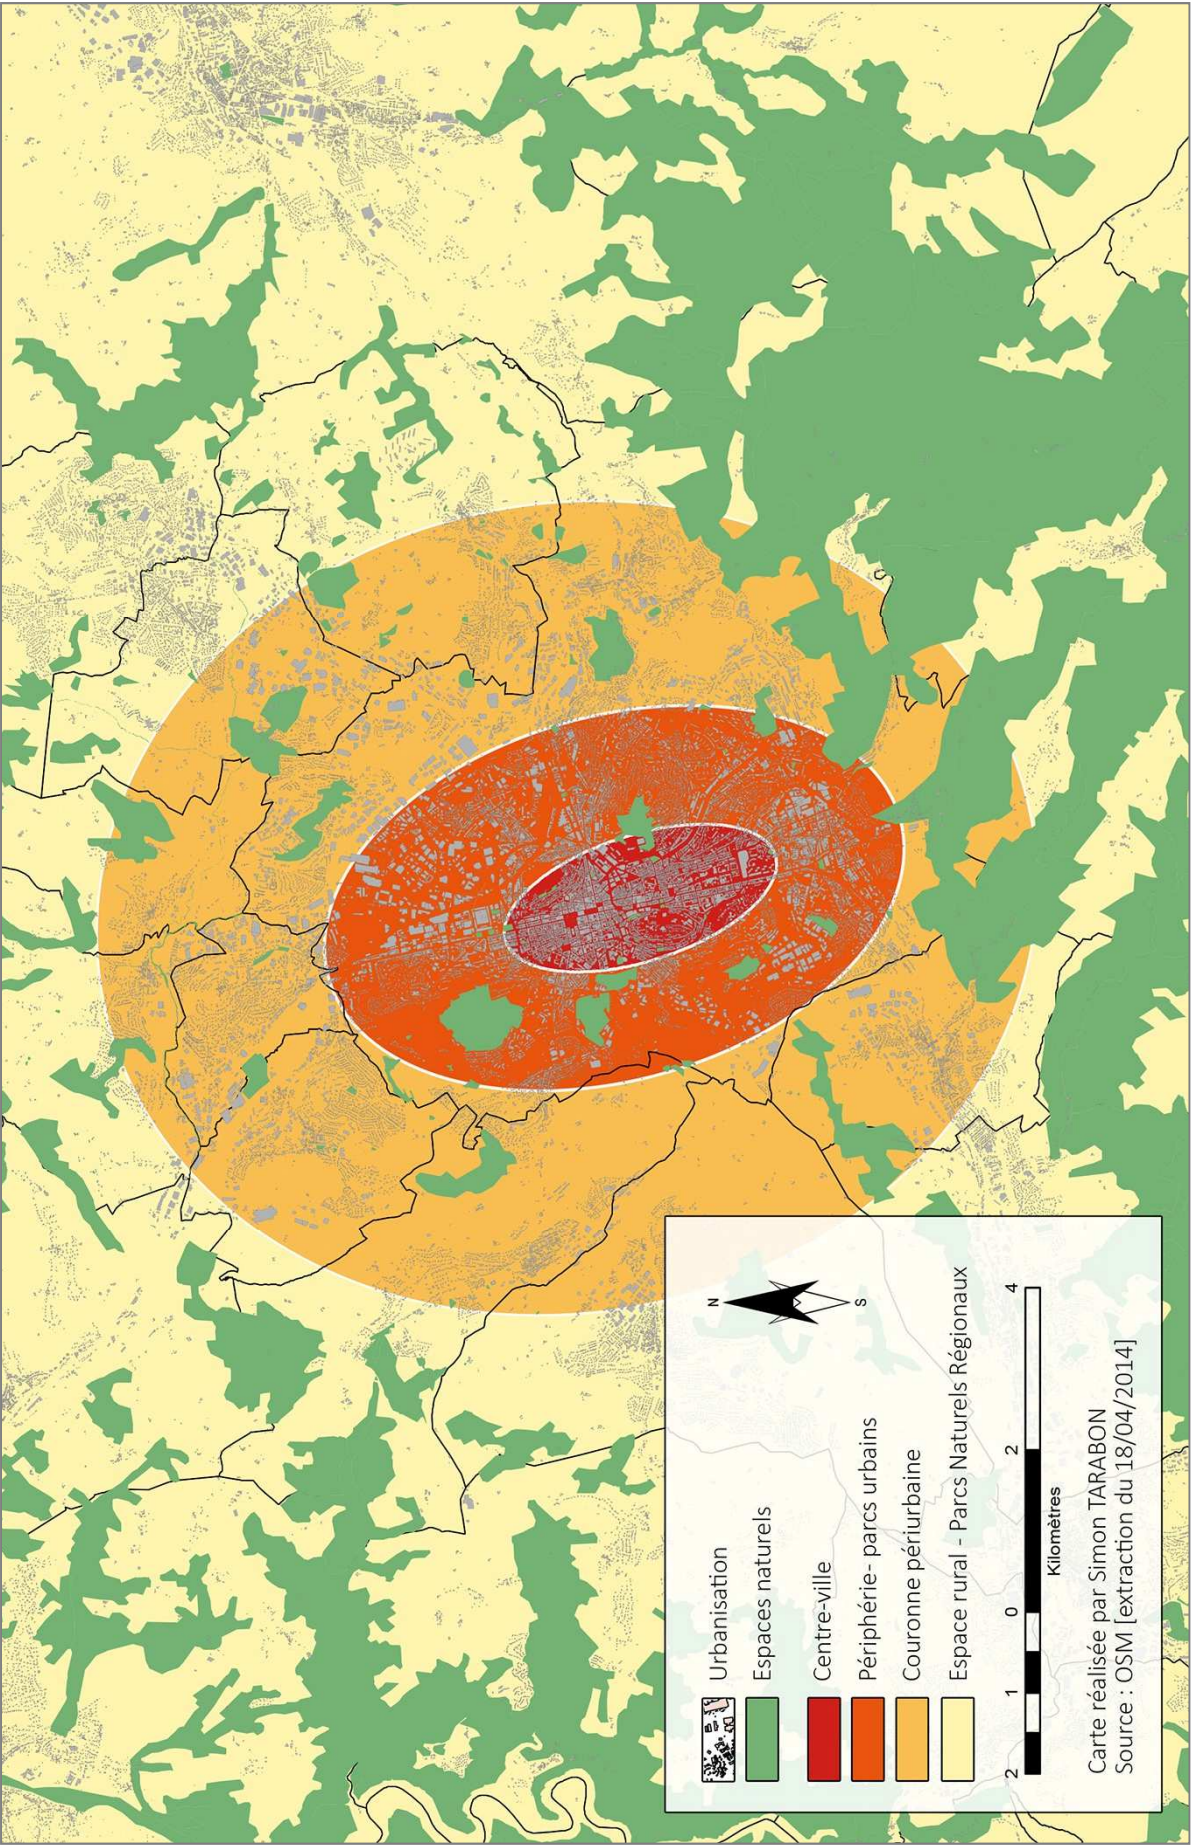 Urbanisation
Espaces naturels
Centre-ville
Périphérie- parcs urbains
Couronne périurbaine
Espace rural - Parcs Naturels Régionaux
N
S
2 1 0 2 4
Kilomètres
Carte réalisée par Simon TARABON
Source : OSM [extraction du 18/04/2014]